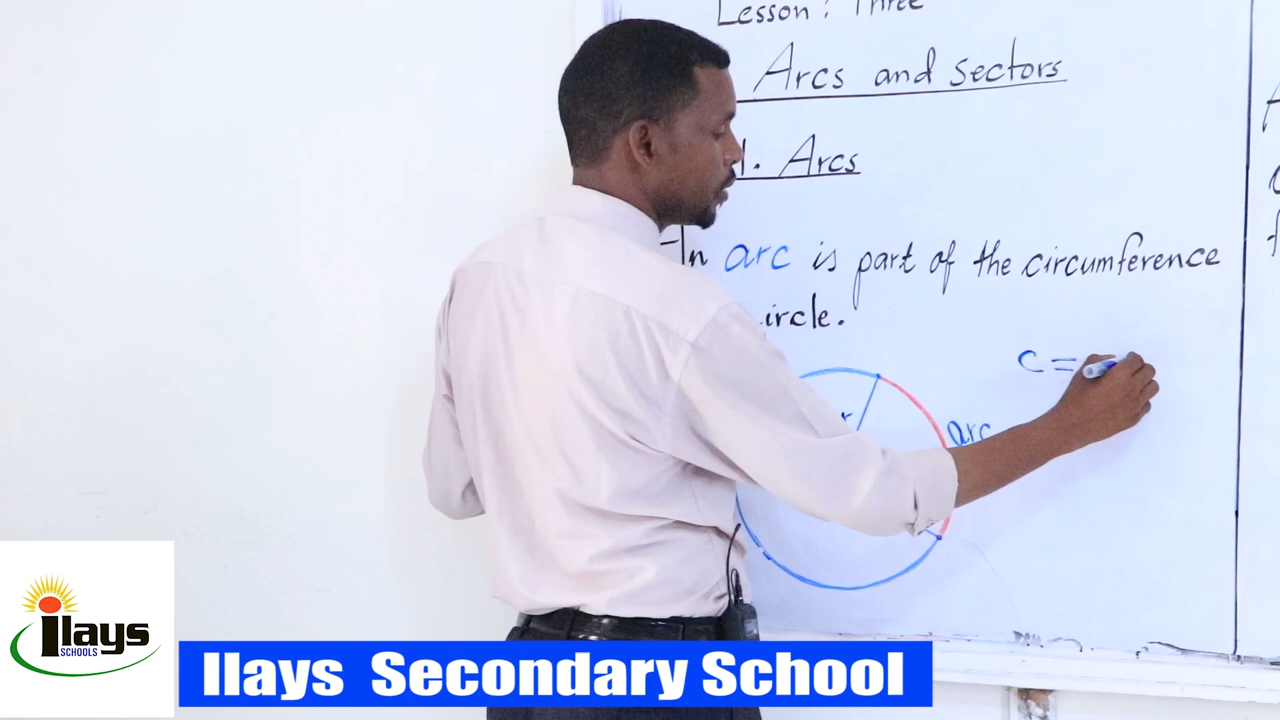 Lesson: Three
Arcs and sectors
1. Arcs
An arc is part of the circumference
circle.
c =
r
arc
ilays
SCHOOLS
Ilays Secondary School